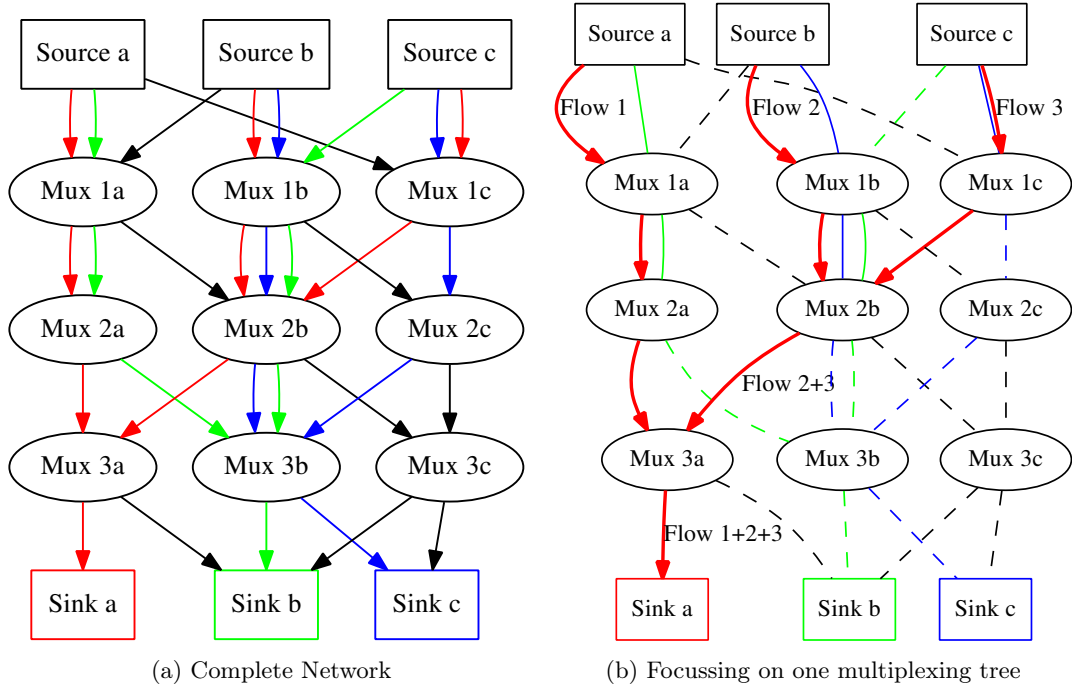 Source a
Source b
Source c
Mux 1a
Mux 1b
Mux 1c
Mux 2a
Mux 2b
Mux 2c
Mux 3a
Mux 3b
Mux 3c
Sink a
Sink b
Sink c
(a) Complete Network
Source a
Source b
Source c
Flow 1
Flow 2
Flow 3
Mux 1a
Mux 1b
Mux 1c
Mux 2a
Mux 2b
Mux 2c
Flow 2+3
Mux 3a
Mux 3b
Mux 3c
Flow 1+2+3
Sink a
Sink b
Sink c
(b) Focussing on one multiplexing tree